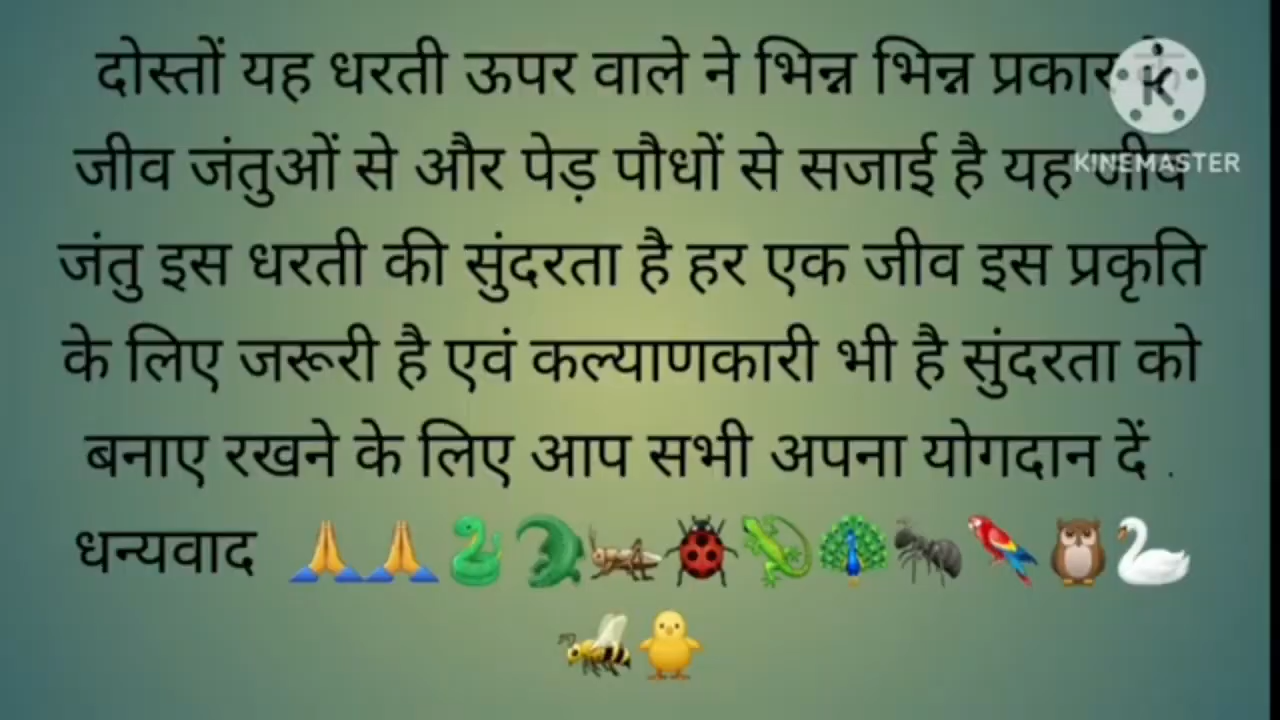 दोस्तों यह धरती ऊपर वाले ने भिन्न भिन्न प्रकार के
जीव जंतुओं से और पेड़ पौधों से सजाई है यह जीव
जंतु इस धरती की सुंदरता है हर एक जीव इस प्रकृति
के लिए जरूरी है एवं कल्याणकारी भी है सुंदरता को
बनाए रखने के लिए आप सभी अपना योगदान दें .
धन्यवाद 🙏🙏🐍🐊🦗🐞🦎🦚🐜🦜🦉🦢
🐝🐥
K
KINEMASTER